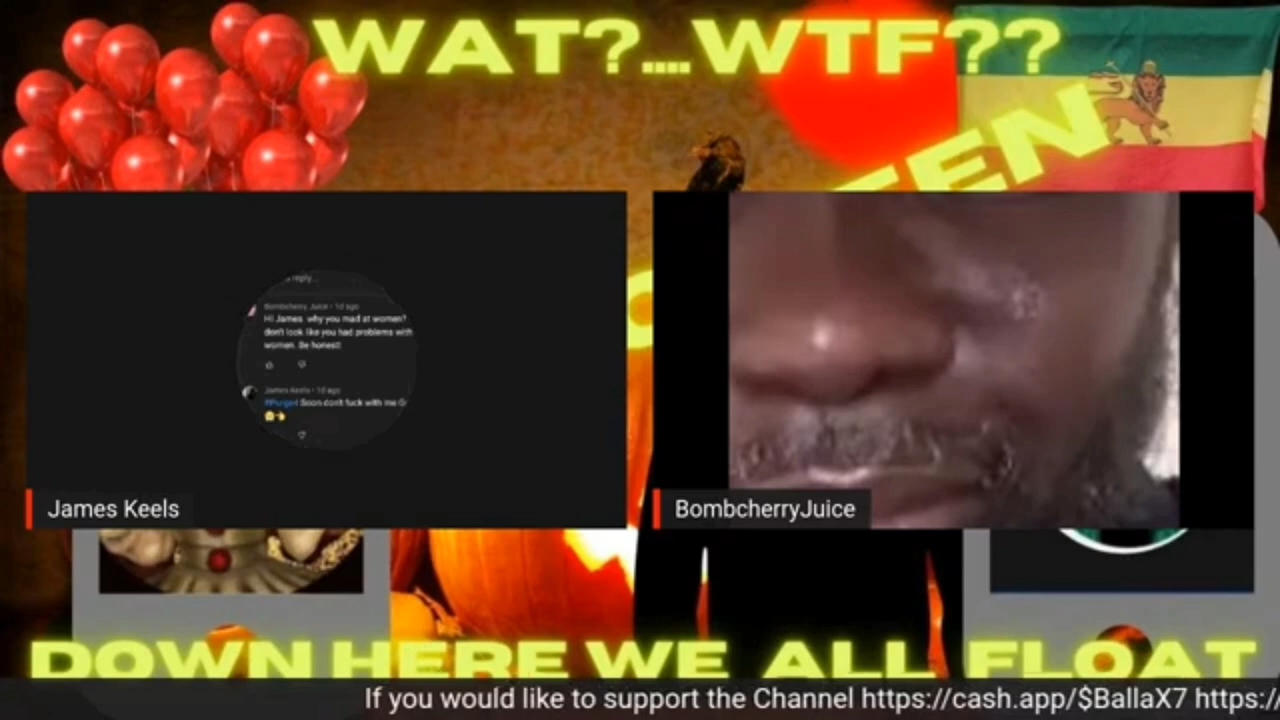 WAT?....WTF??
EEN
reply...
Bombcherry Juice • 1d ago
Hi James why you mad at women?
don't look like you had problems with
women. Be honest!
James Keels • 1d ago
Soon don't fuck with me G
James Keels
BombcherryJuice
DOWN HERE WE ALL FLOAT
If you would like to support the Channel https://cash.app/$BallaX7 https://